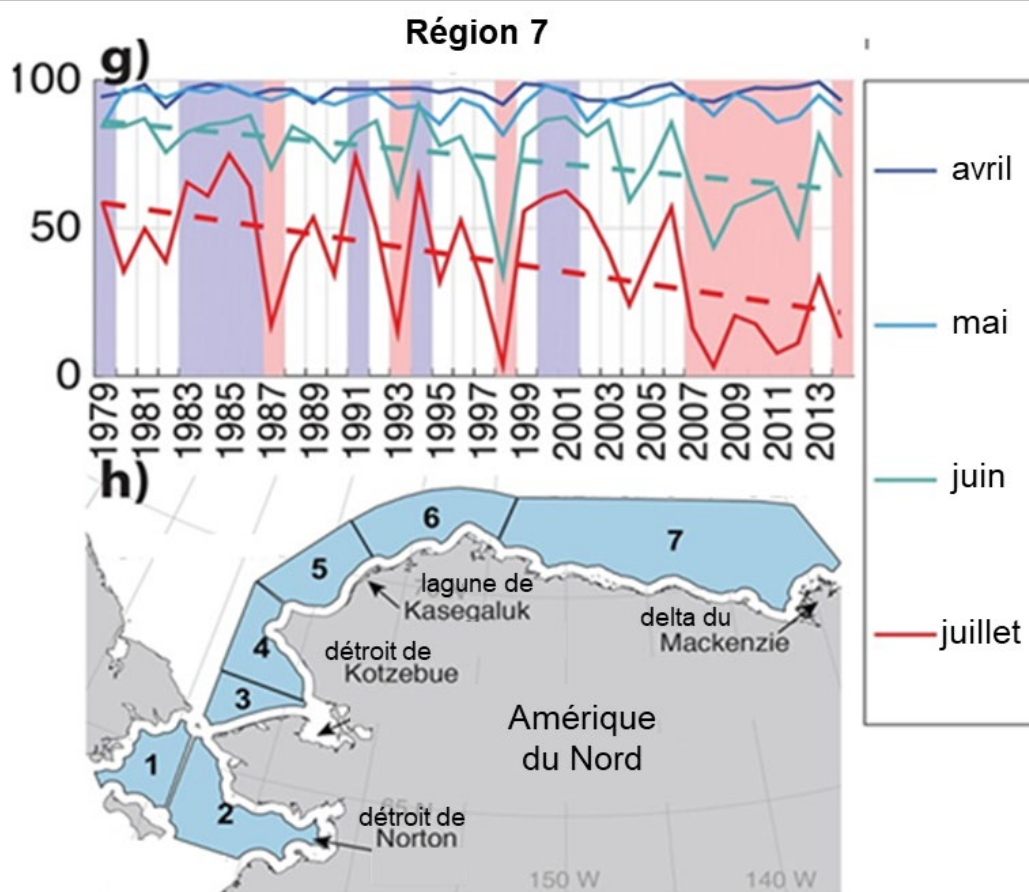 Région 7
g)
100
50
0
1979
1981
1983
1985
1987
1989
1991
1993
1995
1997
1999
2001
2003
2005
2007
2009
2011
2013
avril
mai
juin
juillet
h)
6
7
5
lagune de
Kasegaluk
delta du
Mackenzie
4
détroit de
Kotzebue
3
Amérique
du Nord
1
2
détroit de
Norton
150 W
140 W